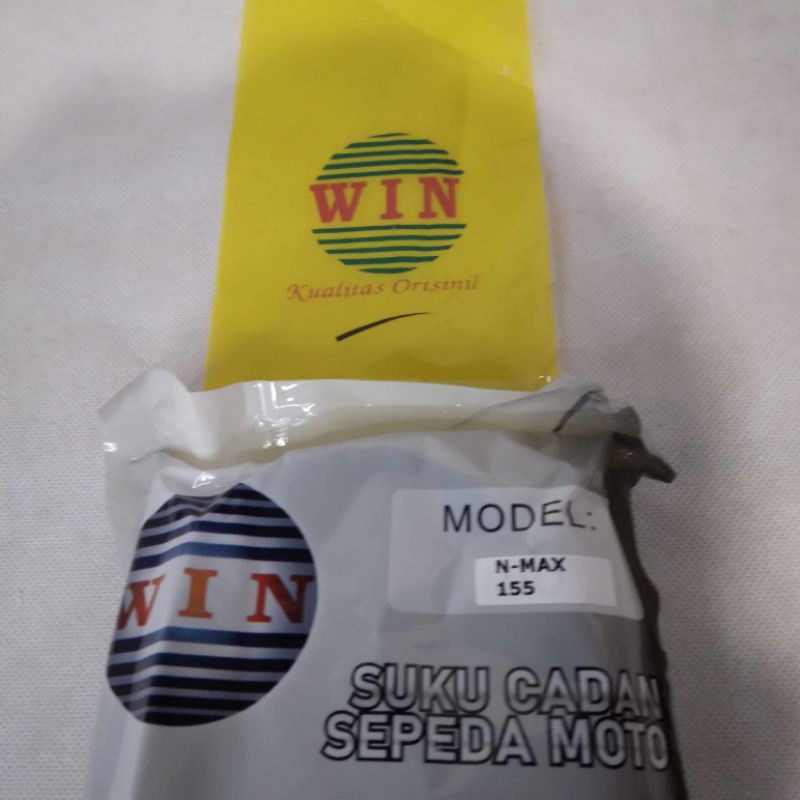 WIN
Kualitas Orisinil
MODEL:
N-MAX
155
WIN
SUKU CADAN
SEPEDA MOTO